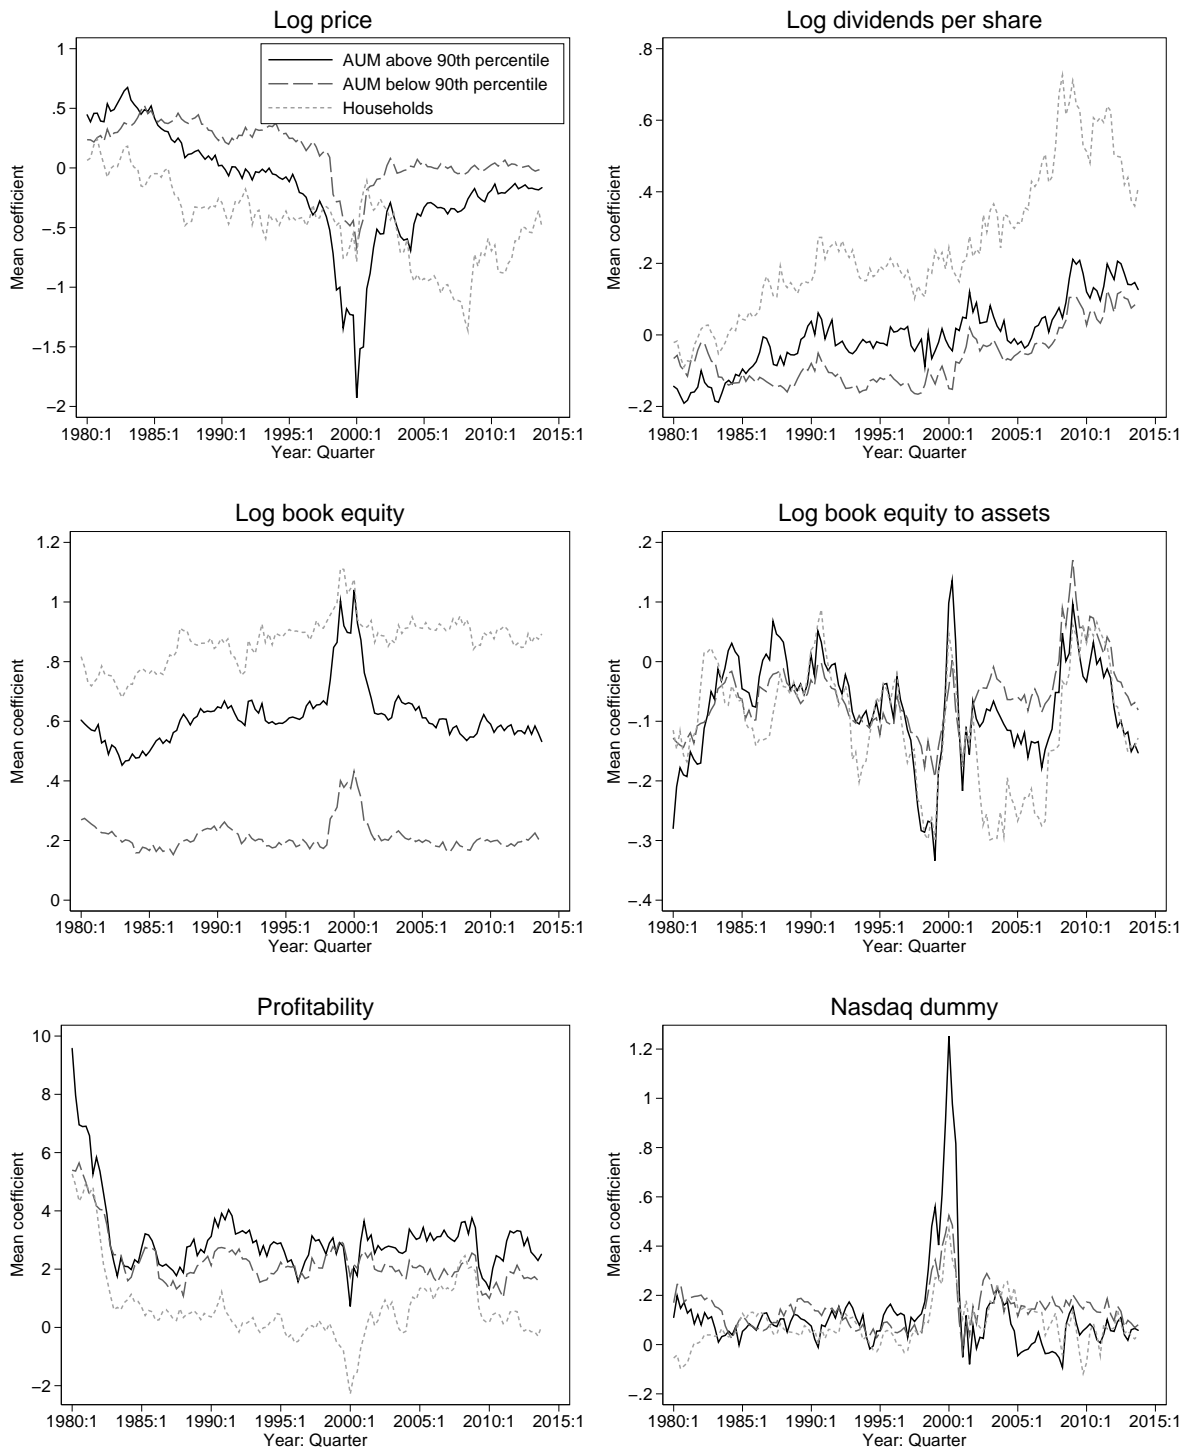 Log price
1
.5
0
−.5
−1
−1.5
−2
Mean coefficient
AUM above 90th percentile
AUM below 90th percentile
Households
1980:1 1985:1 1990:1 1995:1 2000:1 2005:1 2010:1 2015:1
Year: Quarter
Log dividends per share
.8
.6
.4
.2
0
−.2
Mean coefficient
1980:1 1985:1 1990:1 1995:1 2000:1 2005:1 2010:1 2015:1
Year: Quarter
Log book equity
1.2
1
.8
.6
.4
.2
0
Mean coefficient
1980:1 1985:1 1990:1 1995:1 2000:1 2005:1 2010:1 2015:1
Year: Quarter
Log book equity to assets
.2
.1
0
−.1
−.2
−.3
−.4
Mean coefficient
1980:1 1985:1 1990:1 1995:1 2000:1 2005:1 2010:1 2015:1
Year: Quarter
Profitability
10
8
6
4
2
0
−2
Mean coefficient
1980:1 1985:1 1990:1 1995:1 2000:1 2005:1 2010:1 2015:1
Year: Quarter
Nasdaq dummy
1.2
1
.8
.6
.4
.2
0
−.2
Mean coefficient
1980:1 1985:1 1990:1 1995:1 2000:1 2005:1 2010:1 2015:1
Year: Quarter